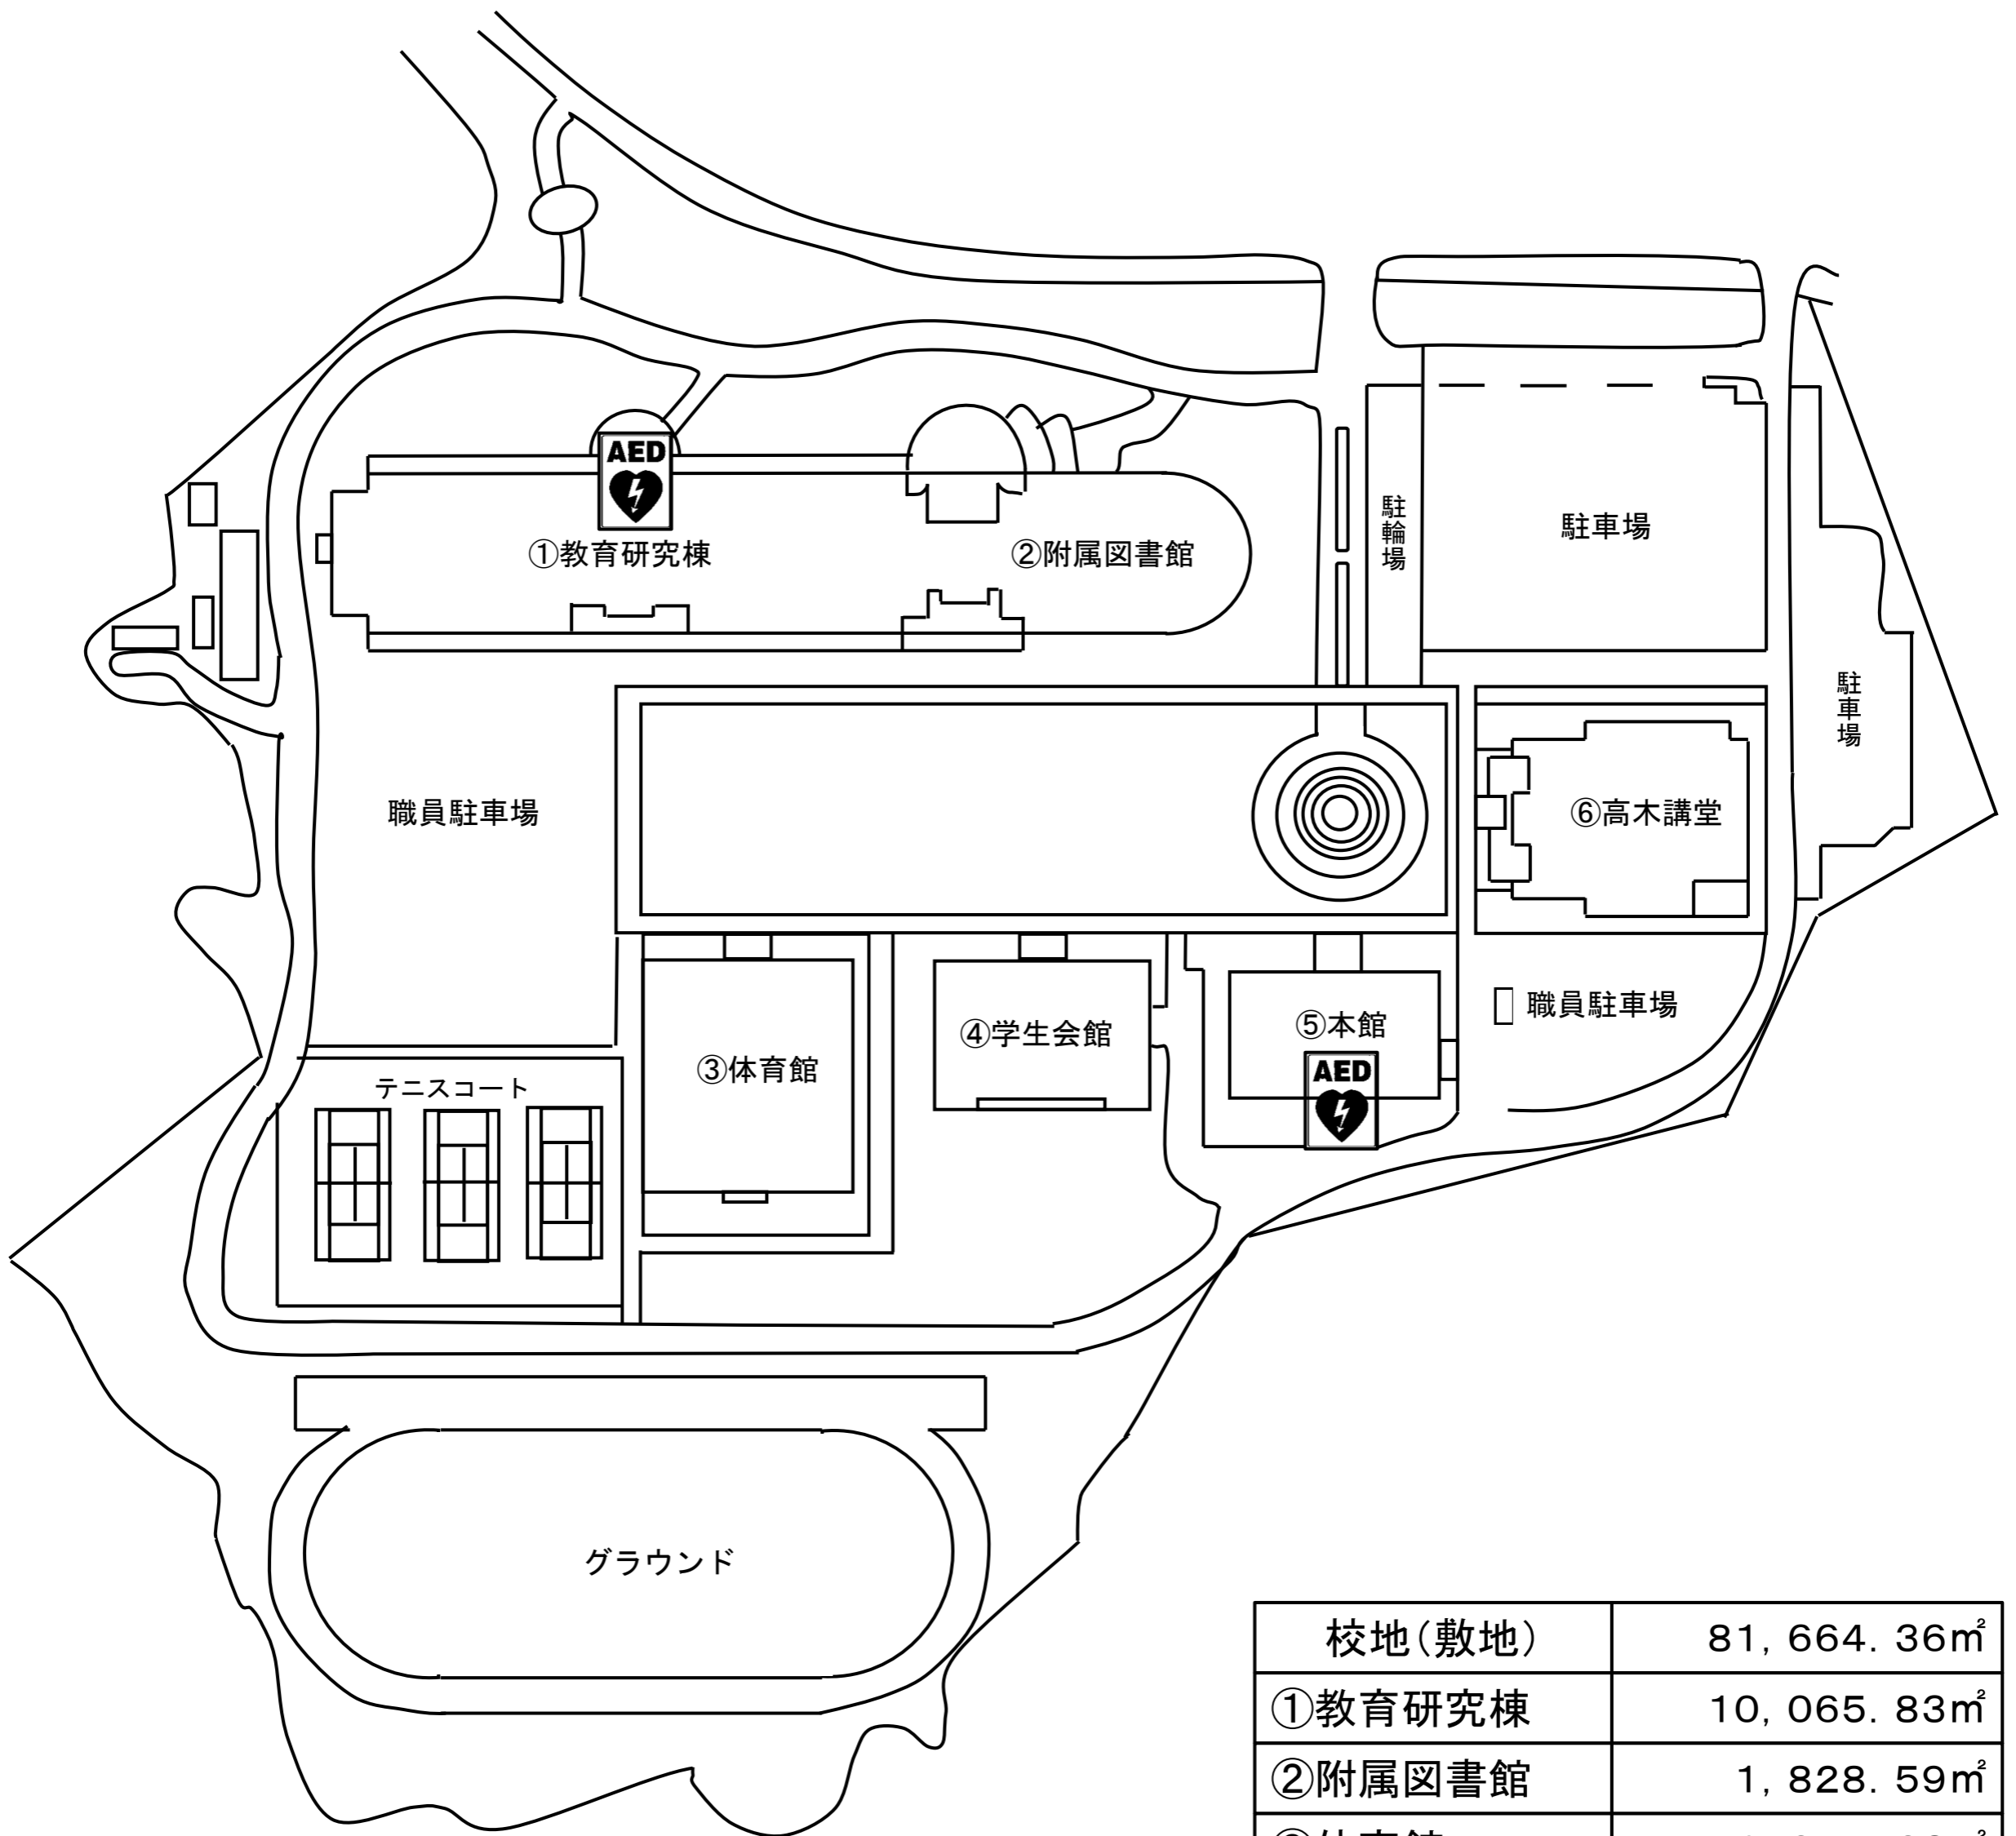 AED
①教育研究棟
②附属図書館
駐輪場
駐車場
駐車場
職員駐車場
⑥高木講堂
職員駐車場
⑤本館
AED
④学生会館
③体育館
テニスコート
グラウンド
校地(敷地) 81,664.36㎡
①教育研究棟 10,065.83㎡
②附属図書館 1,828.59㎡